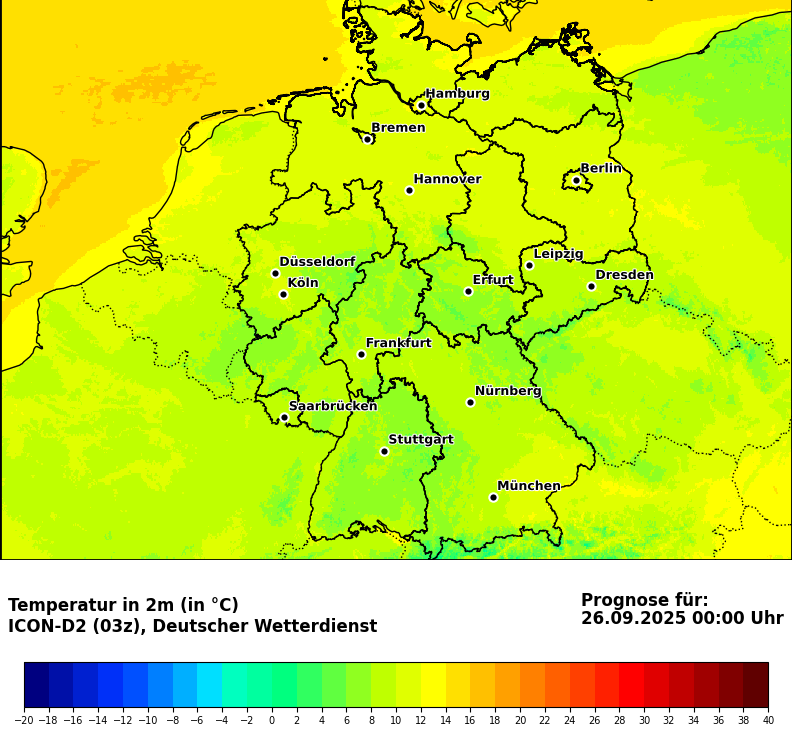 Hamburg
Bremen
Berlin
Hannover
Leipzig
Düsseldorf
Dresden
Köln
Erfurt
Frankfurt
Nürnberg
Saarbrücken
Stuttgart
München
Temperatur in 2m (in °C)
ICON-D2 (03z), Deutscher Wetterdienst
Prognose für:
26.09.2025 00:00 Uhr
−20 −18 −16 −14 −12 −10 −8 −6 −4 −2 0 2 4 6 8 10 12 14 16 18 20 22 24 26 28 30 32 34 36 38 40